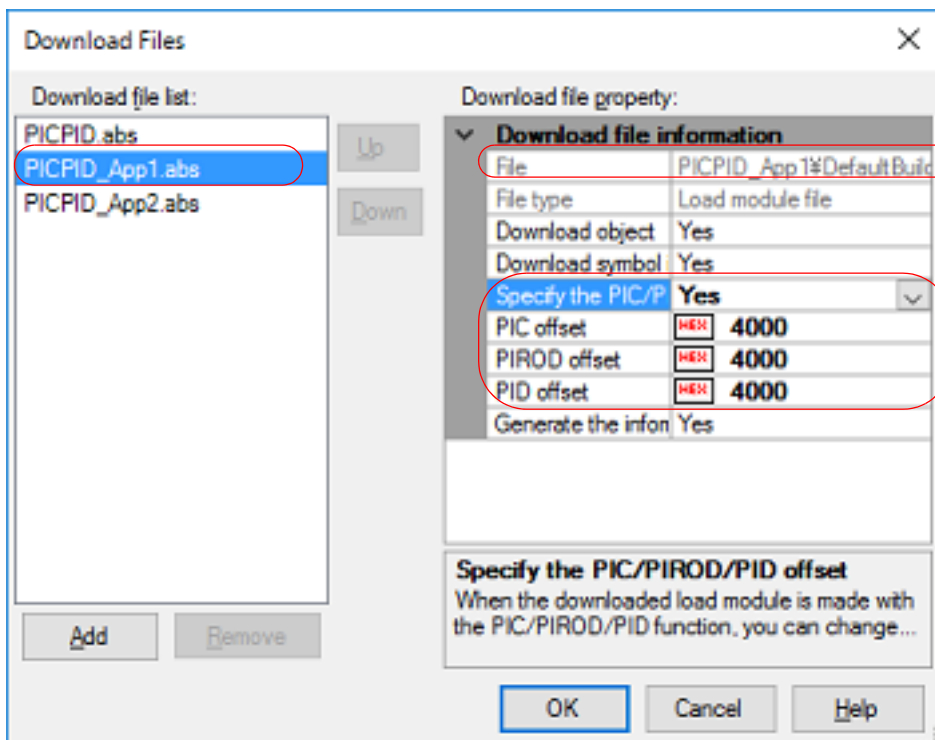 Download Files
Download file list:
PICPID.abs
PICPID_App1.abs
PICPID_App2.abs
Up
Down
Add
Remove
Download file property:
Download file information
File PICPID_App1¥DefaultBuild
File type Load module file
Download object Yes
Download symbol i Yes
Specify the PIC/P Yes
PIC offset HEX 4000
PIROD offset HEX 4000
PID offset HEX 4000
Generate the infor Yes
Specify the PIC/PIROD/PID offset
When the downloaded load module is made with
the PIC/PIROD/PID function, you can change...
OK
Cancel
Help